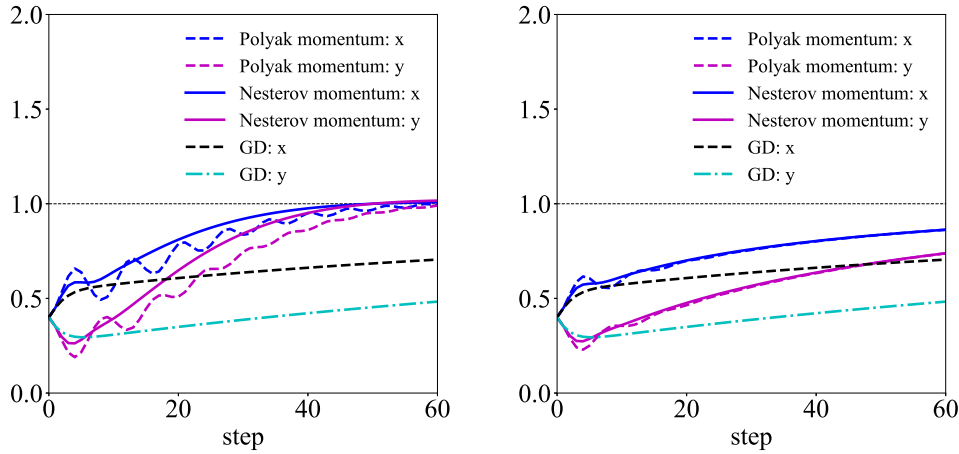 2.0
1.5
1.0
0.5
0.0
0
20
40
60
step
Polyak momentum: x
Polyak momentum: y
Nesterov momentum: x
Nesterov momentum: y
GD: x
GD: y
2.0
1.5
1.0
0.5
0.0
0
20
40
60
step
Polyak momentum: x
Polyak momentum: y
Nesterov momentum: x
Nesterov momentum: y
GD: x
GD: y